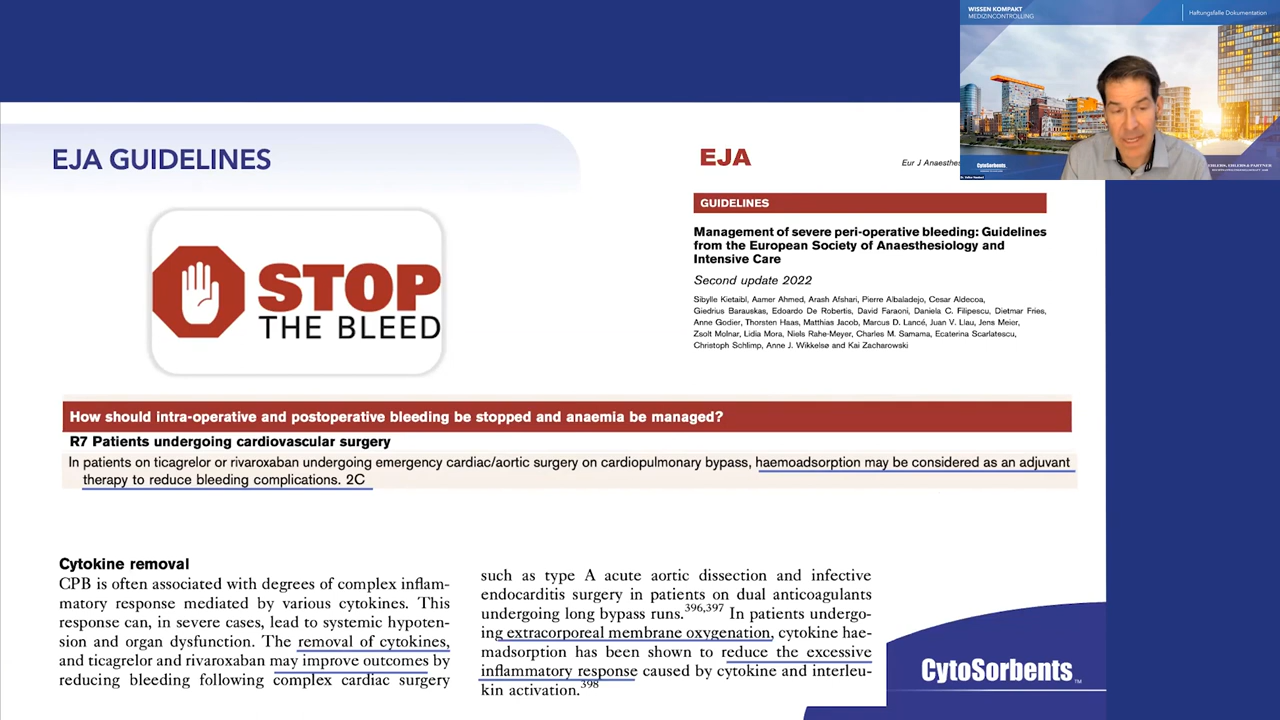 WISSEN KOMPAKT
MEDIZINCONTROLLING
Haftungsfalle Dokumentation
CytoSorbents
EJA GUIDELINES
EJA
Eur J Anaesthes
GUIDELINES
Management of severe peri-operative bleeding: Guidelines
from the European Society of Anaesthesiology and
Intensive Care
Second update 2022
Sibylle Kietaibl, Aamer Ahmed, Arash Afshari, Pierre Albaladejo, Cesar Aldecoa,
Giedrius Barauskas, Edoardo De Robertis, David Faraoni, Daniela C. Filipescu, Dietmar Fries,
Anne Godier, Thorsten Haas, Matthias Jacob, Marcus D. Lancé, Juan V. Llau, Jens Meier,
Zsolt Molnar, Lidia Mora, Niels Rahe-Meyer, Charles M. Samama, Ecaterina Scarlatescu,
Christoph Schlimp, Anne J. Wikkelsø and Kai Zacharowski
STOP
THE BLEED
How should intra-operative and postoperative bleeding be stopped and anaemia be managed?
R7 Patients undergoing cardiovascular surgery
In patients on ticagrelor or rivaroxaban undergoing emergency cardiac/aortic surgery on cardiopulmonary bypass, haemoadsorption may be considered as an adjuvant
therapy to reduce bleeding complications. 2C
Cytokine removal
CPB is often associated with degrees of complex inflam-
matory response mediated by various cytokines. This
response can, in severe cases, lead to systemic hypoten-
sion and organ dysfunction. The removal of cytokines,
and ticagrelor and rivaroxaban may improve outcomes by
reducing bleeding following complex cardiac surgery
such as type A acute aortic dissection and infective
endocarditis surgery in patients on dual anticoagulants
undergoing long bypass runs.396,397 In patients undergo-
ing extracorporeal membrane oxygenation, cytokine hae-
madsorption has been shown to reduce the excessive
inflammatory response caused by cytokine and interleu-
kin activation.398
CytoSorbents™